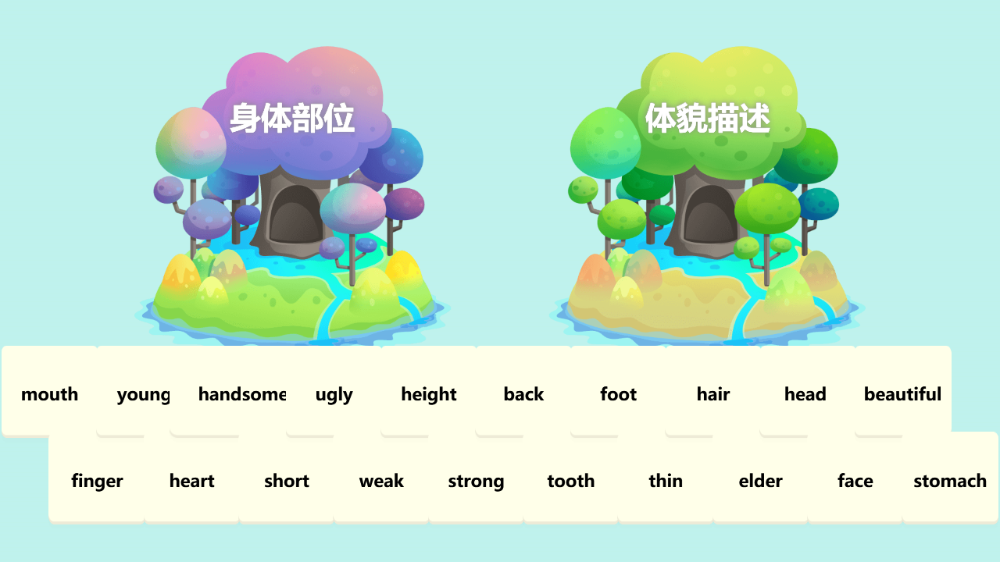 身体部位 体貌描述
mouth young handsome ugly height back foot hair head beautiful
finger heart short weak strong tooth thin elder face stomach